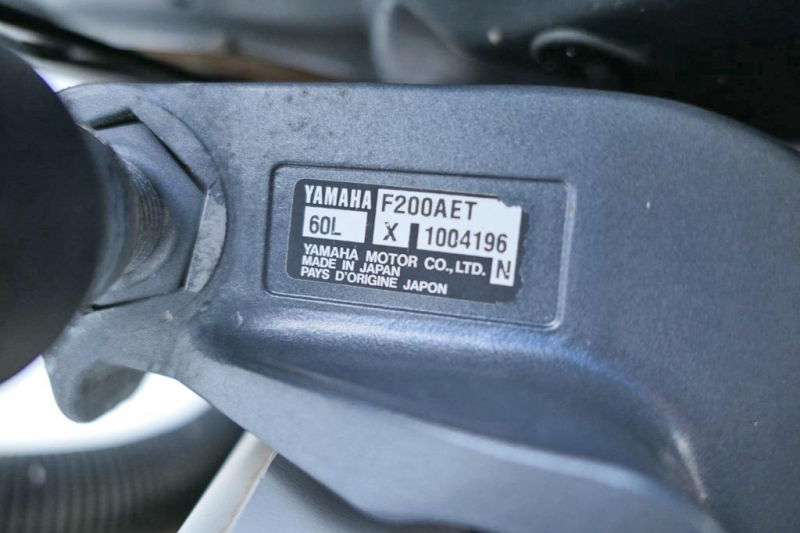 YAMAHA F200AET
60L X 1004196
YAMAHA MOTOR CO., LTD. N
MADE IN JAPAN
PAYS D'ORIGINE JAPON